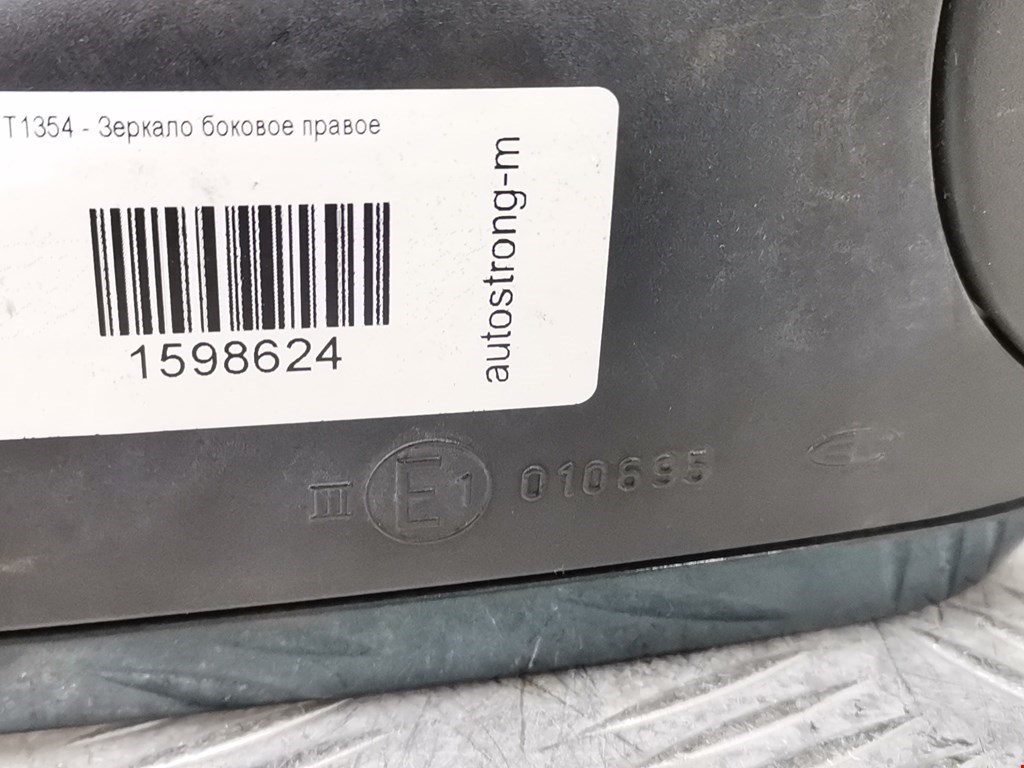 T1354 - Зеркало боковое правое
1598624
autostrong-m
III E1 010695